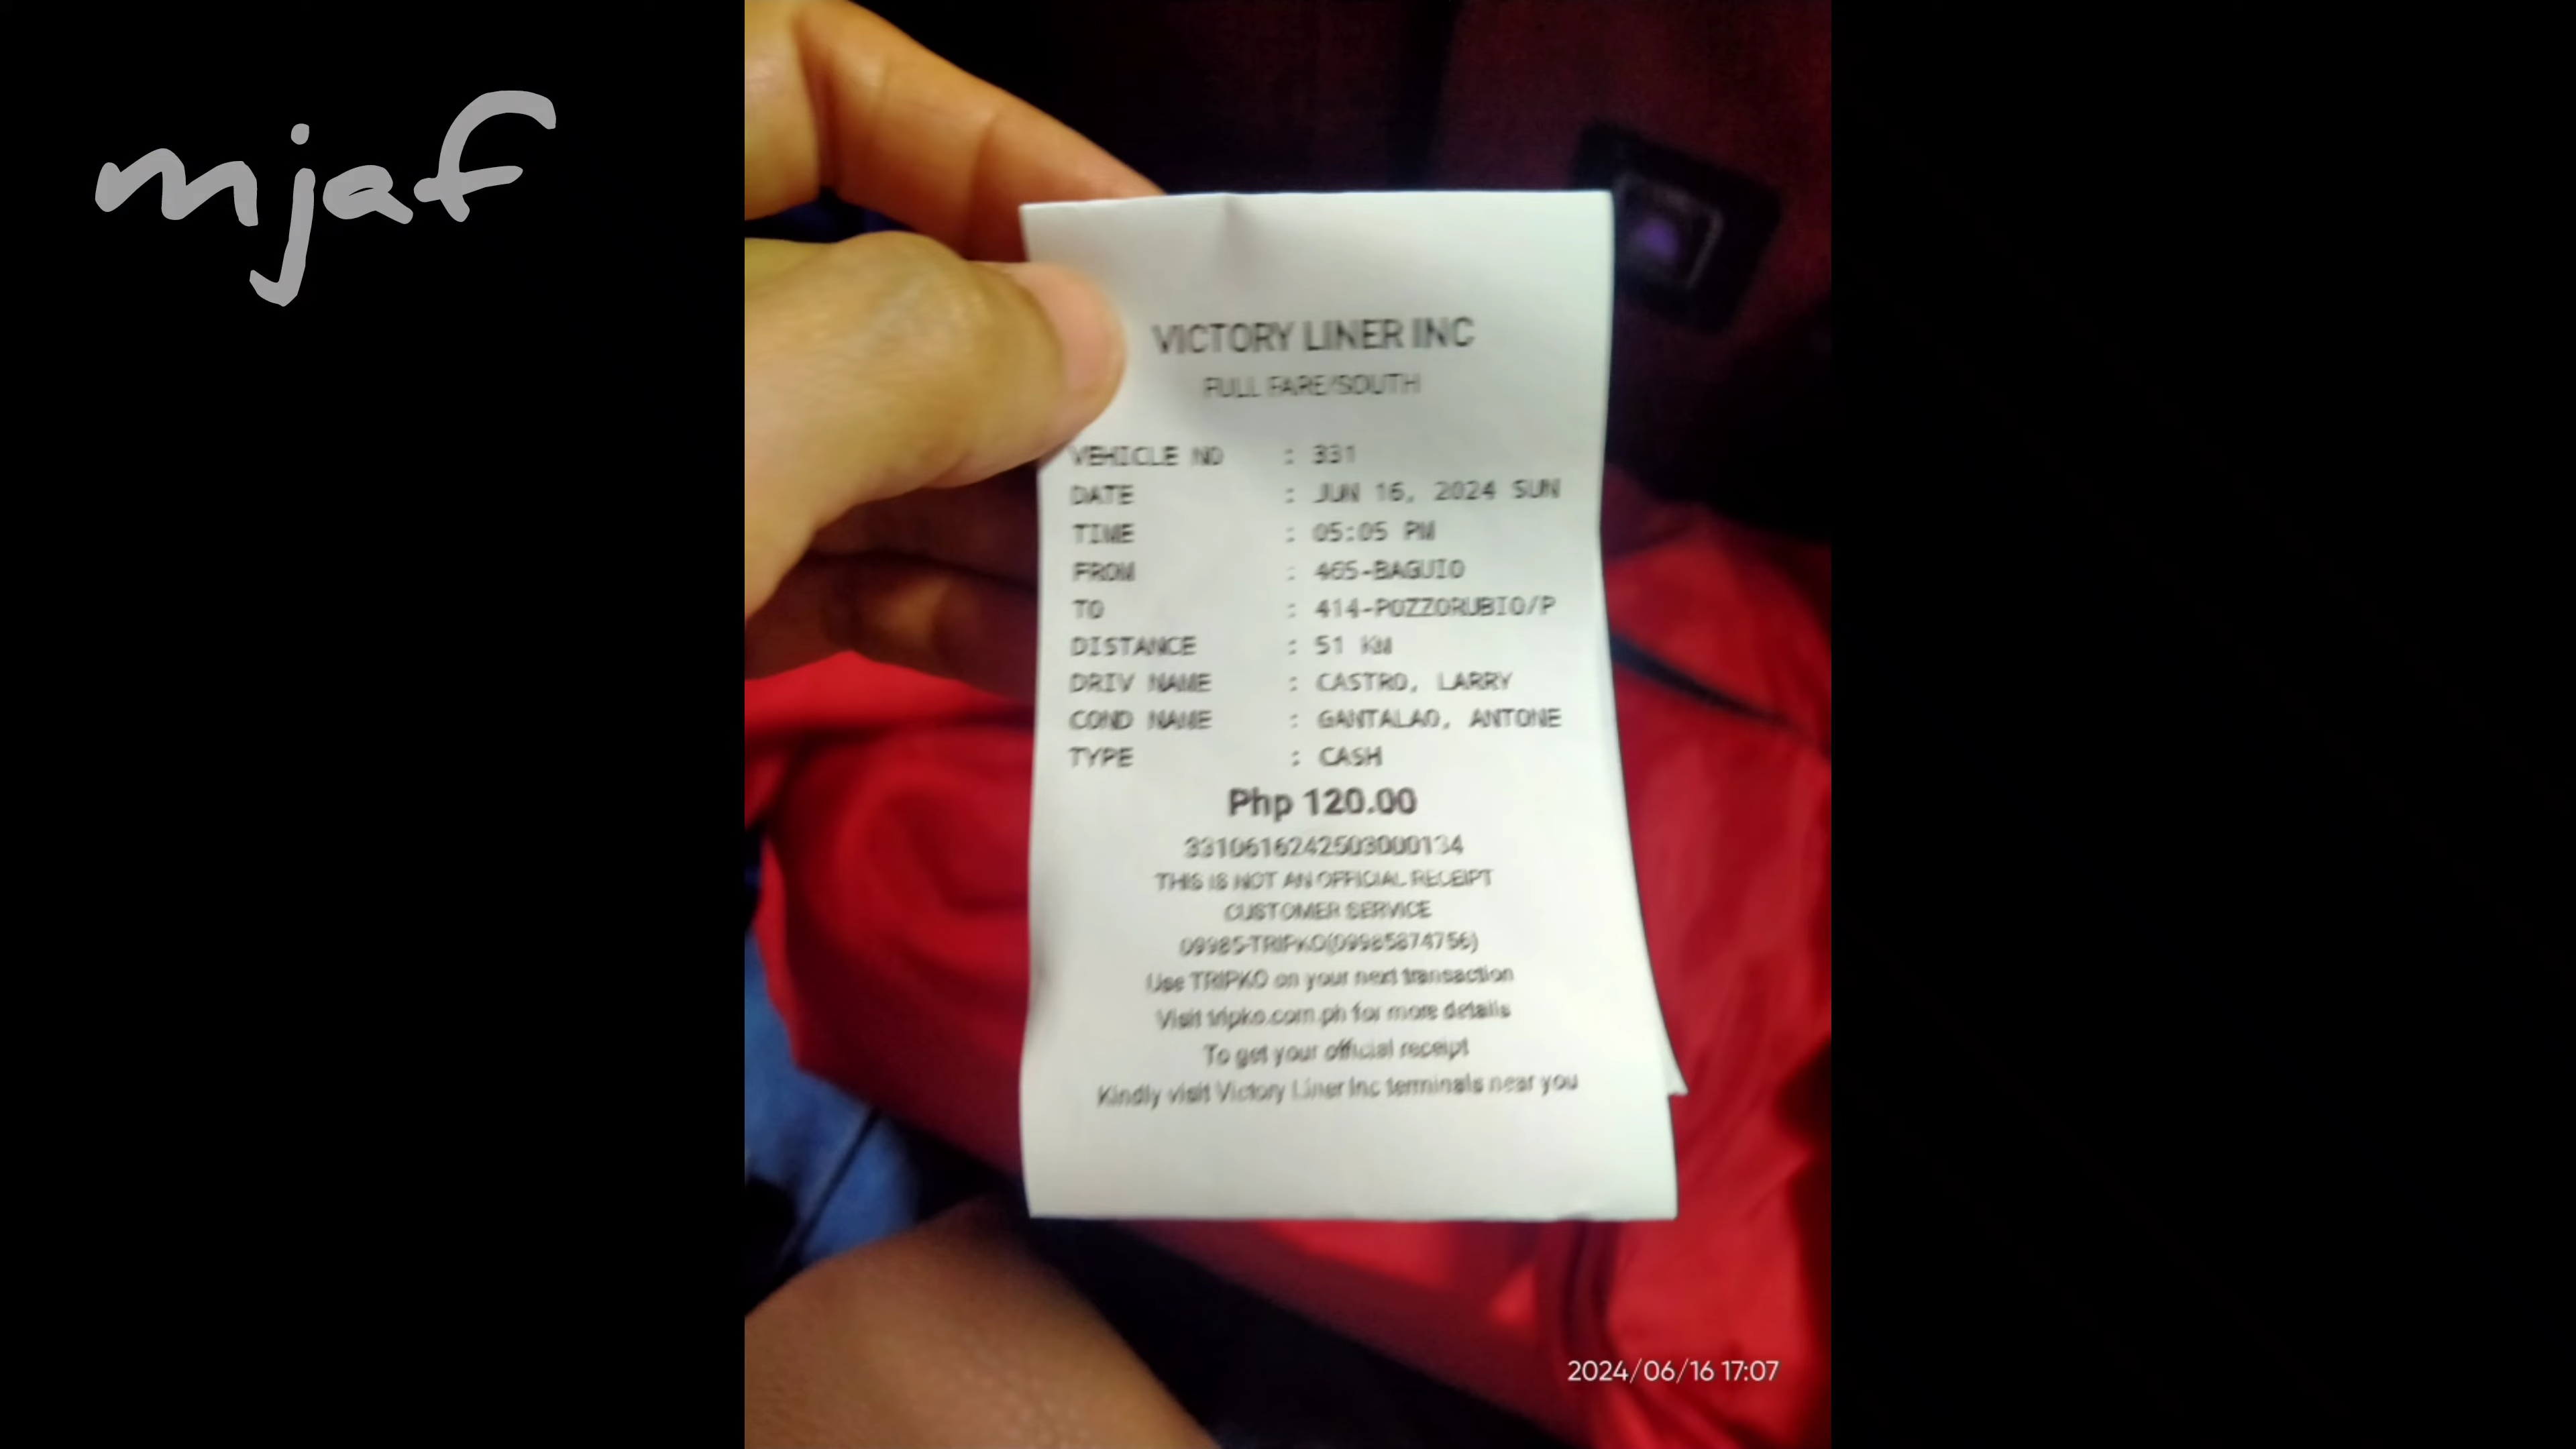 mjaf
VICTORY LINER INC
FULL FARE/SOUTH
VEHICLE NO : 331
DATE : JUN 16, 2024 SUN
TIME : 05:05 PM
FROM : 465-BAGUIO
TO : 414-POZZORUBIO/P
DISTANCE : 51 KM
DRIV NAME : CASTRO, LARRY
COND NAME : GANTALAO, ANTONE
TYPE : CASH
Php 120.00
3310616242503000134
THIS IS NOT AN OFFICIAL RECEIPT
CUSTOMER SERVICE
09985-TRIPKO(09985874756)
Use TRIPKO on your next transaction
Visit tripko.com.ph for more details
To get your official receipt
Kindly visit Victory Liner Inc terminals near you
2024/06/16 17:07